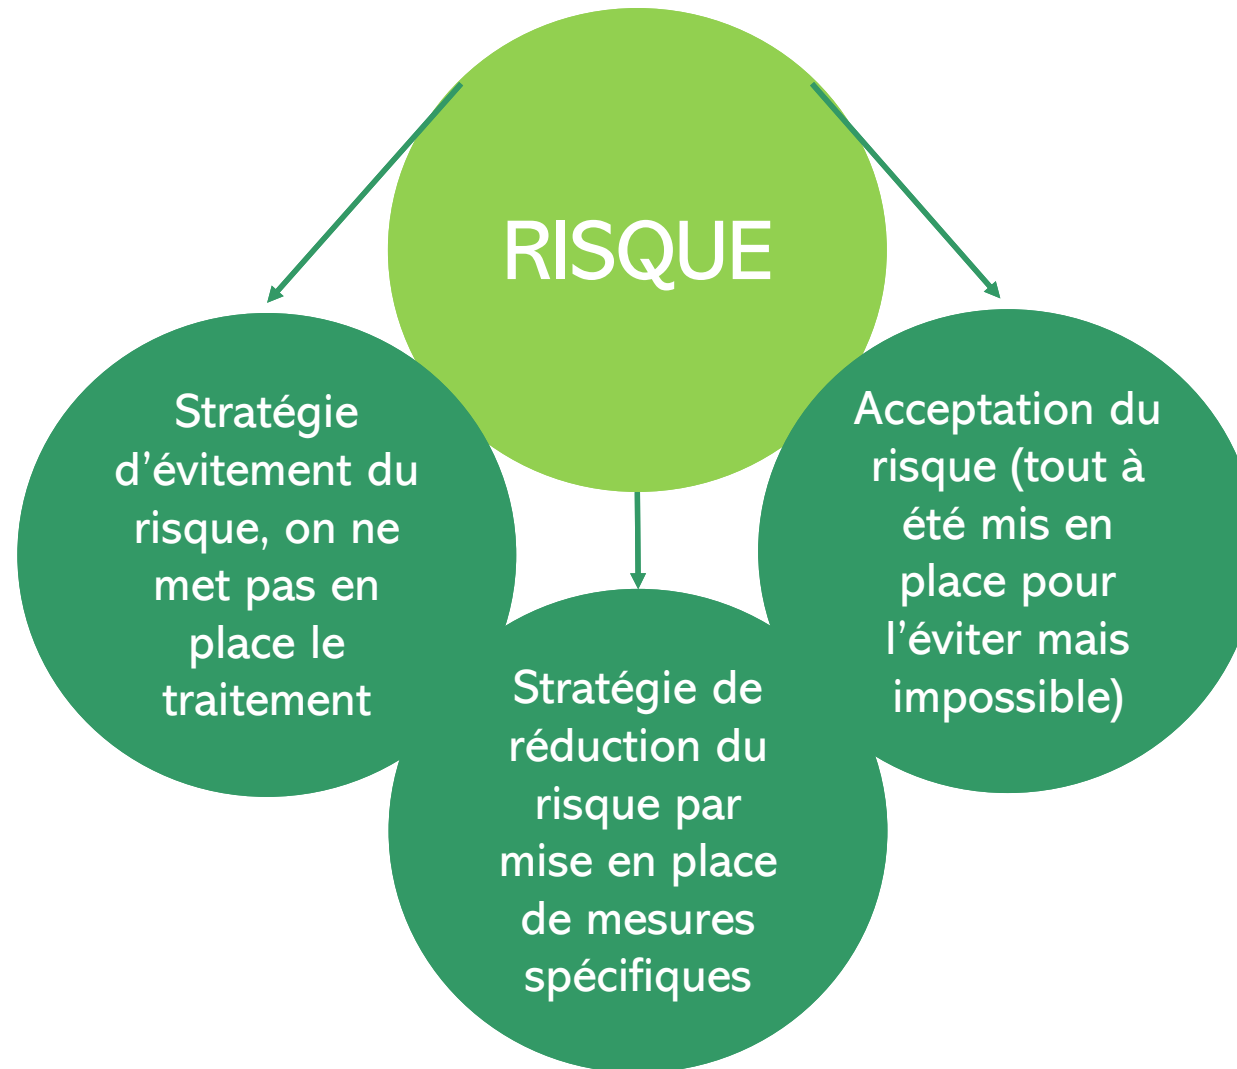 RISQUE
Stratégie
d’évitement du
risque, on ne
met pas en
place le
traitement
Stratégie de
réduction du
risque par
mise en place
de mesures
spécifiques
Acceptation du
risque (tout à
été mis en
place pour
l’éviter mais
impossible)